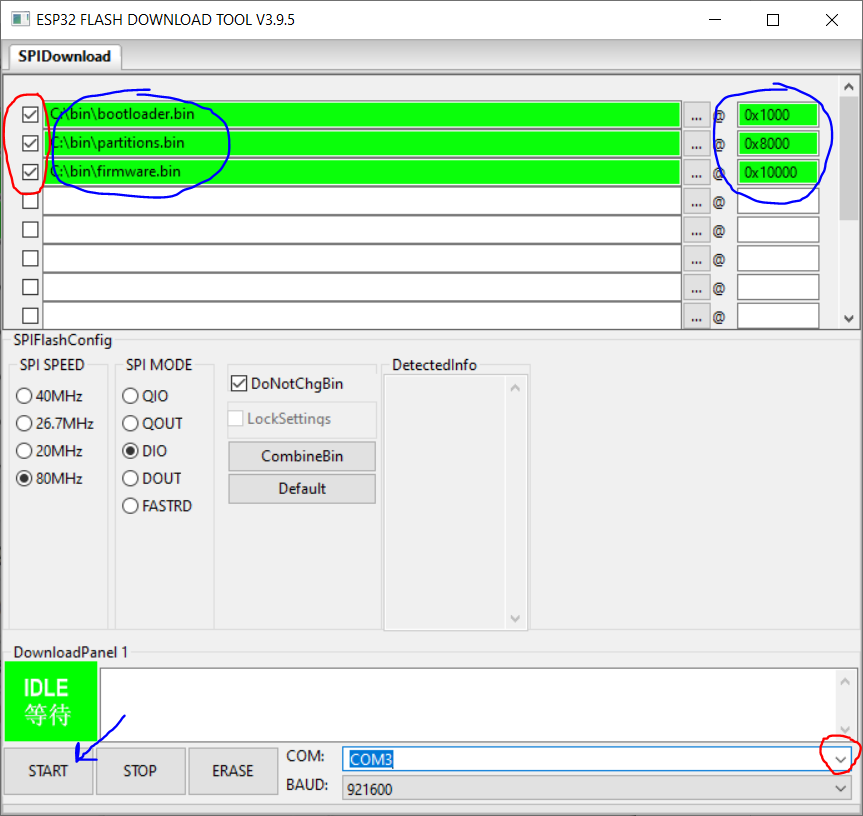 ESP32 FLASH DOWNLOAD TOOL V3.9.5
SPIDownload
C:\bin\bootloader.bin ... @ 0x1000
C:\bin\partitions.bin ... @ 0x8000
C:\bin\firmware.bin ... @ 0x10000
... @
... @
... @
... @
... @
SPIFlashConfig
SPI SPEED
40MHz
26.7MHz
20MHz
80MHz
SPI MODE
QIO
QOUT
DIO
DOUT
FASTRD
DoNotChgBin
LockSettings
CombineBin
Default
DetectedInfo
DownloadPanel 1
IDLE
等待
START
STOP
ERASE
COM: COM3
BAUD: 921600